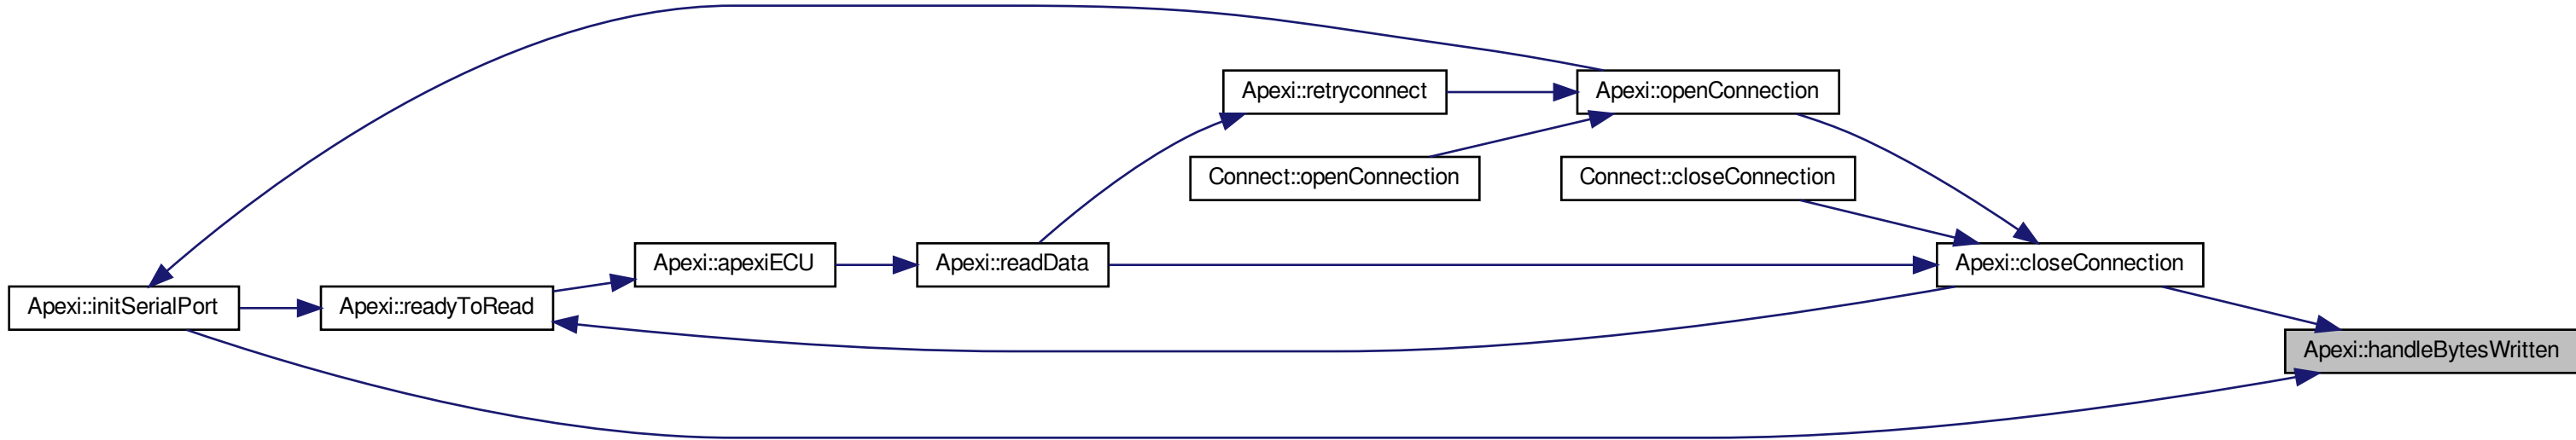 Apexi::retryconnect
Apexi::openConnection
Connect::openConnection
Connect::closeConnection
Apexi::apexiECU
Apexi::readData
Apexi::closeConnection
Apexi::initSerialPort
Apexi::readyToRead
Apexi::handleBytesWritten